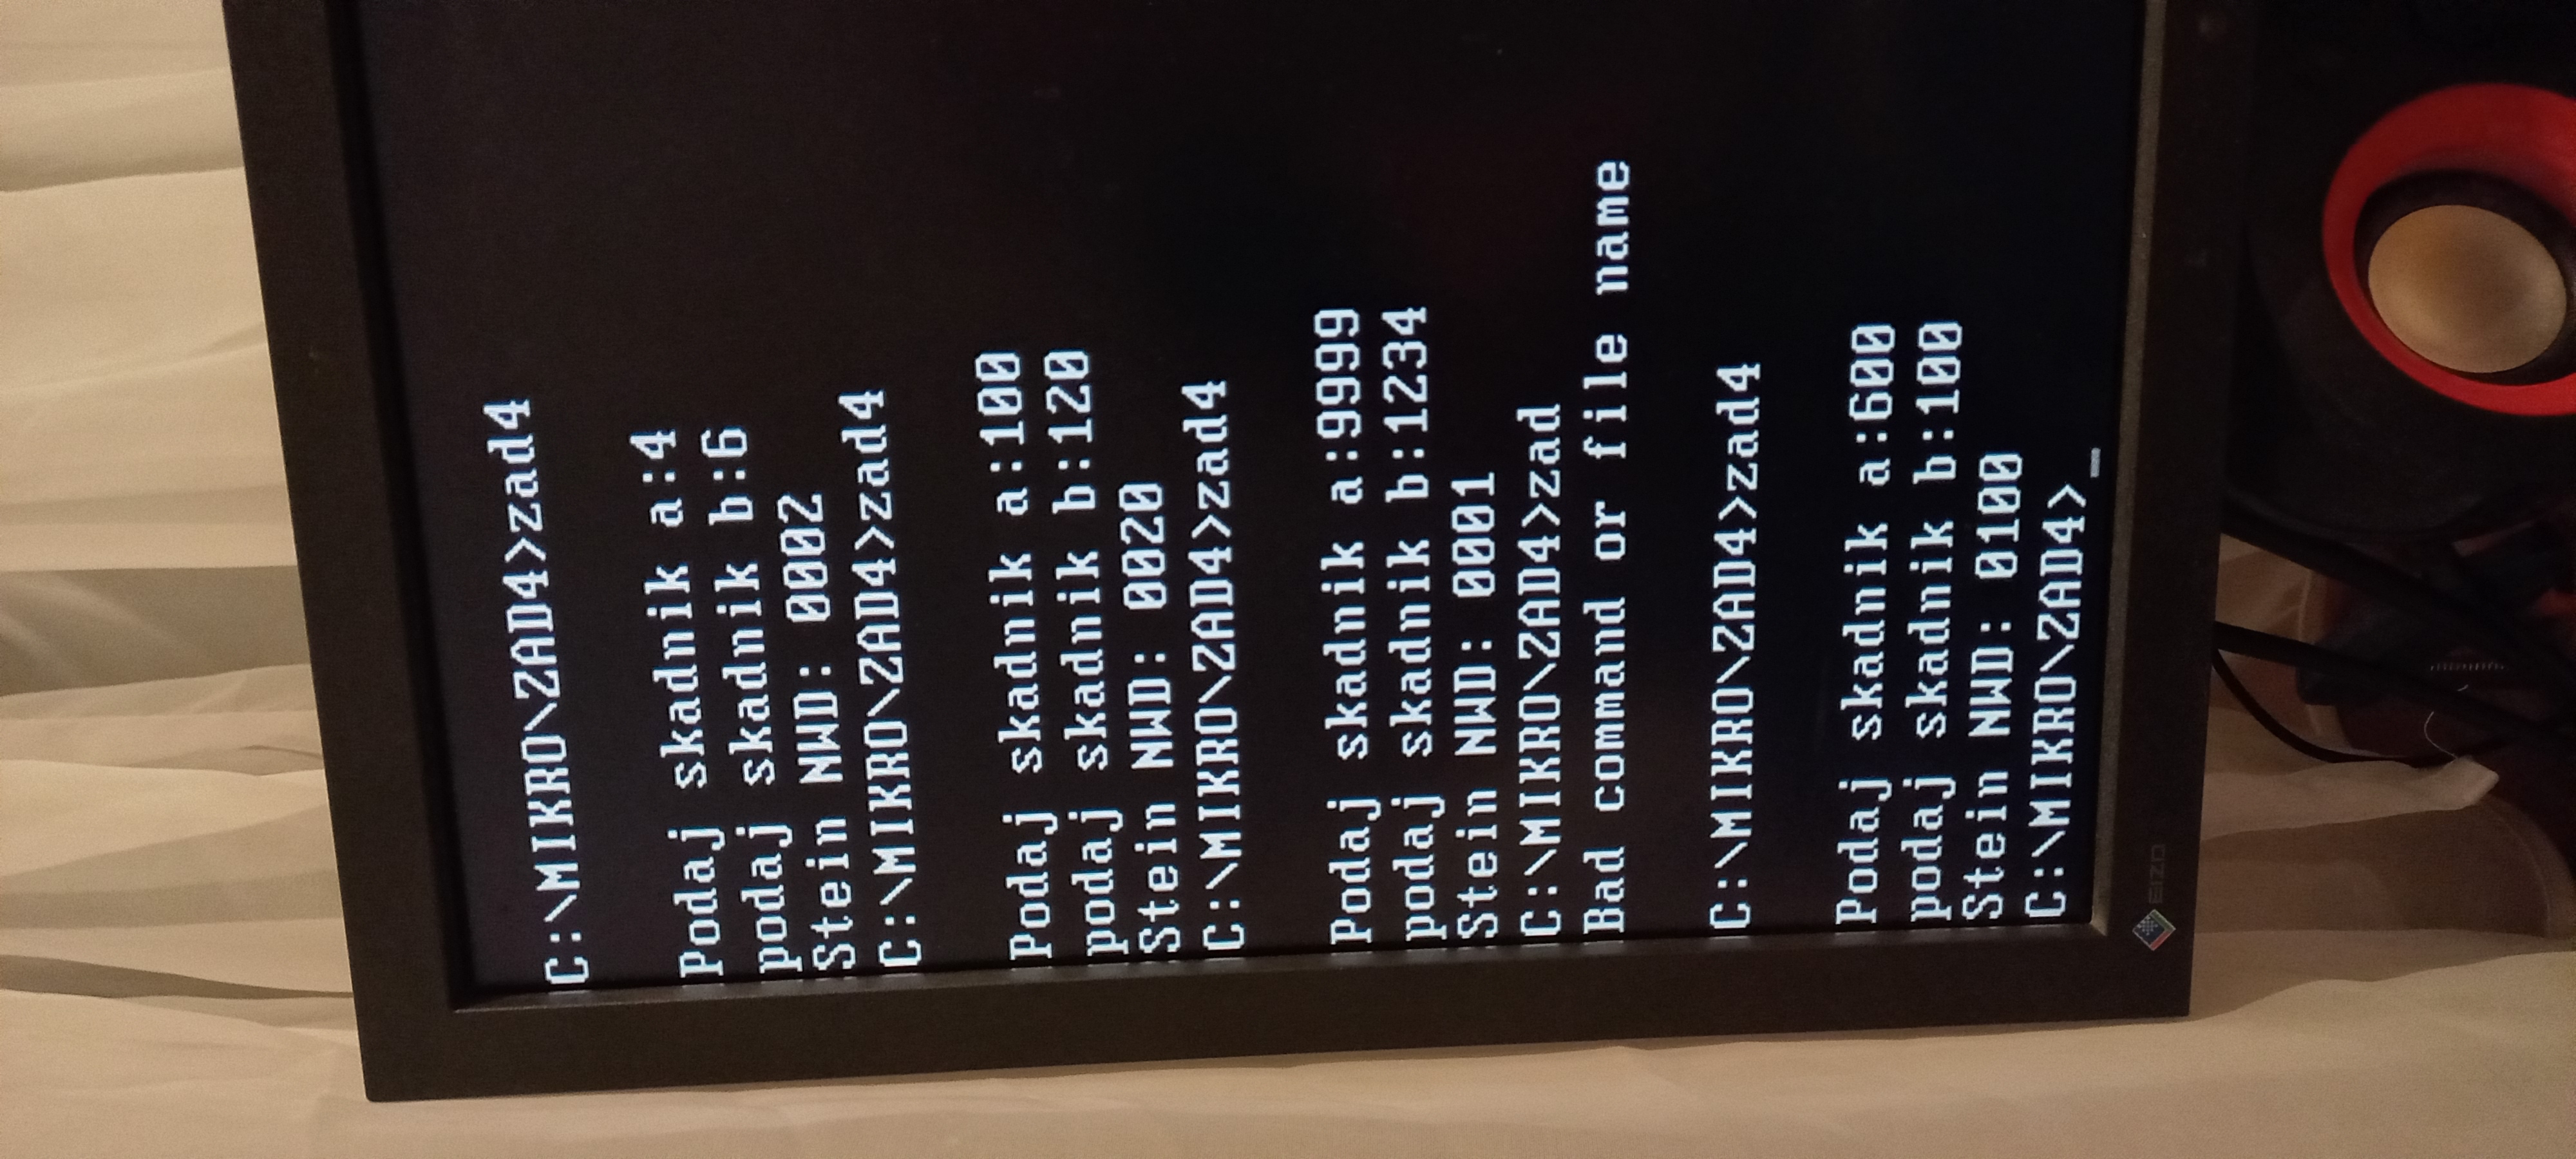 C:\MIKRO\ZAD4>zad4
Podaj skadnik a:4
podaj skadnik b:6
Stein NWD: 0002
C:\MIKRO\ZAD4>zad4
Podaj skadnik a:100
podaj skadnik b:120
Stein NWD: 0020
C:\MIKRO\ZAD4>zad4
Podaj skadnik a:9999
podaj skadnik b:1234
Stein NWD: 0001
C:\MIKRO\ZAD4>zad
Bad command or file name
C:\MIKRO\ZAD4>zad4
Podaj skadnik a:600
podaj skadnik b:100
Stein NWD: 0100
C:\MIKRO\ZAD4>_
EIZO